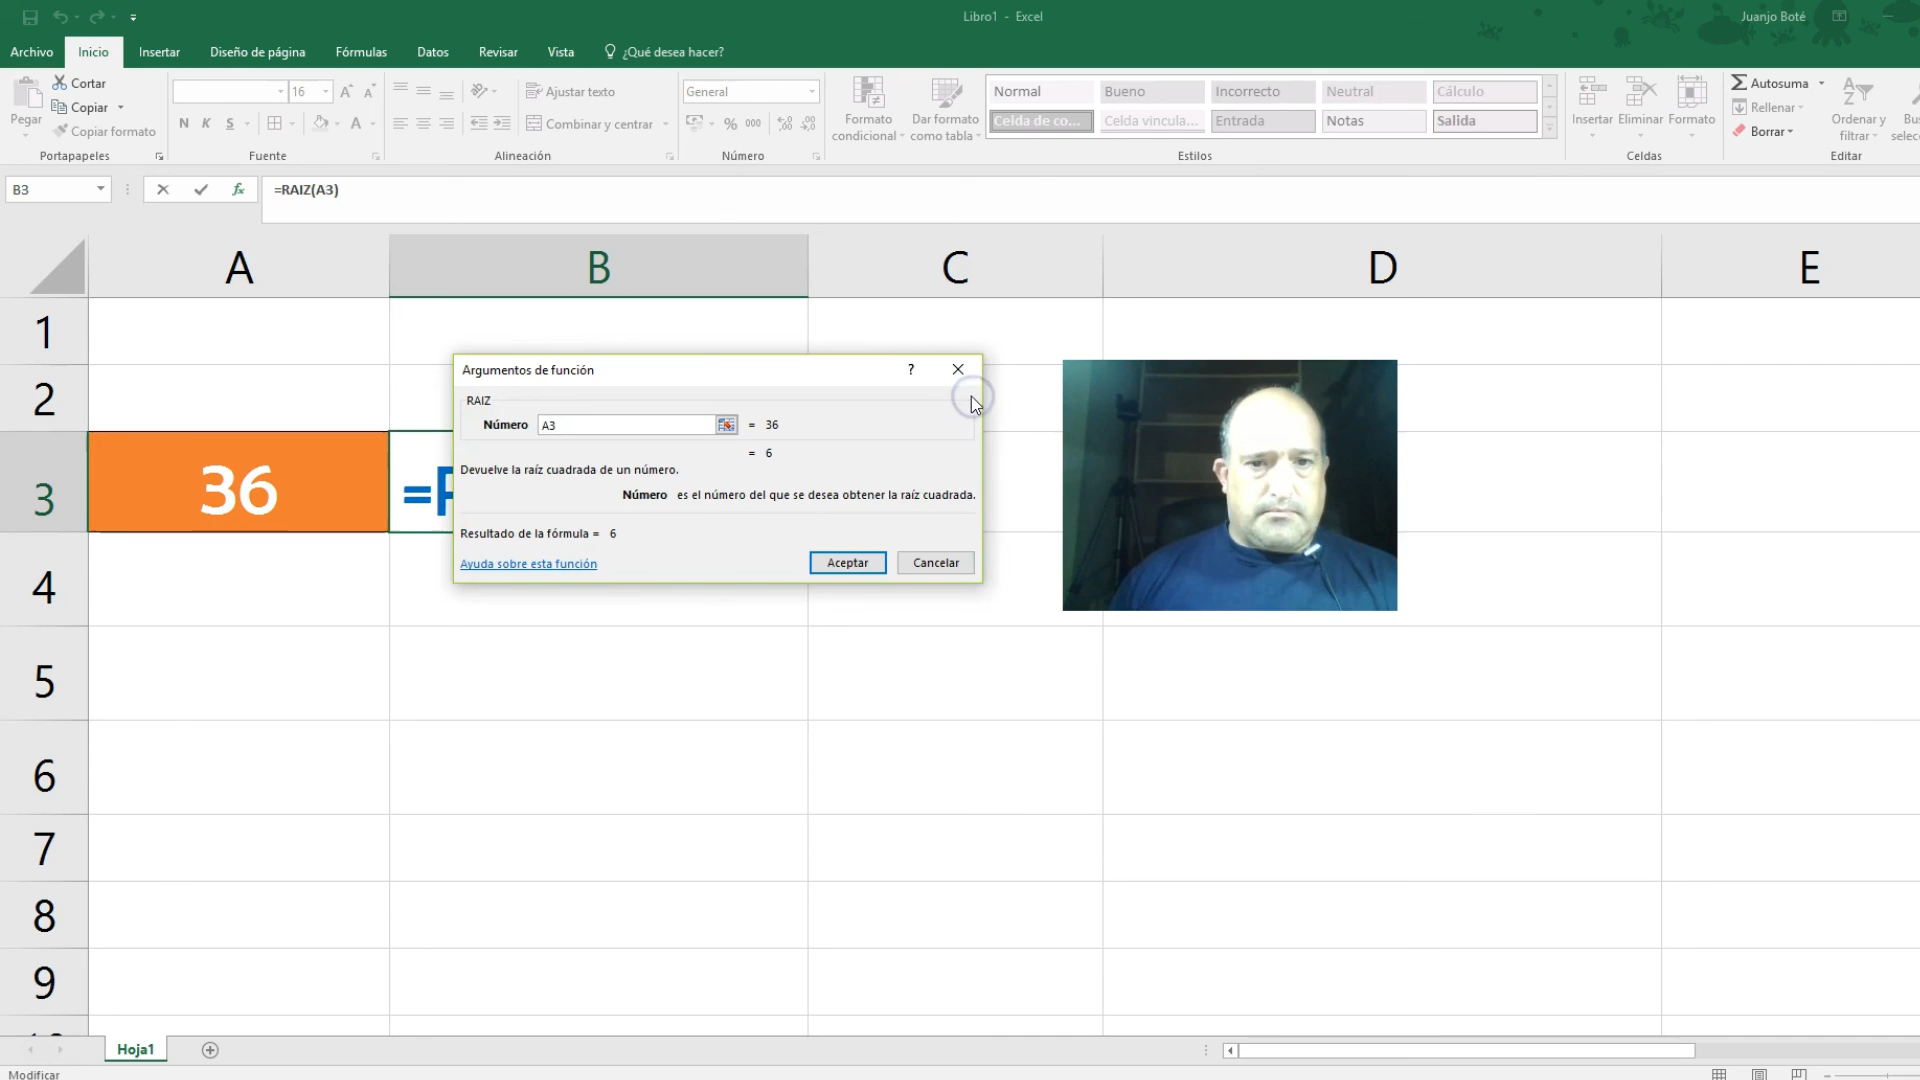 Libro1 - Excel
Juanjo Boté
Archivo Inicio Insertar Diseño de página Fórmulas Datos Revisar Vista ¿Qué desea hacer?
Pegar
Cortar
Copiar
Copiar formato
Portapapeles
16
N K S
Fuente
Ajustar texto
Combinar y centrar
Alineación
General
% 000
Número
Formato condicional
Dar formato como tabla
Normal Bueno Incorrecto Neutral Cálculo
Celda de co... Celda vincula... Entrada Notas Salida
Estilos
Insertar Eliminar Formato
Celdas
Autosuma
Rellenar
Borrar
Ordenar y filtrar
Editar
B3
fx
=RAIZ(A3)
A B C D E
1
2
3
36
4
5
6
7
8
9
Argumentos de función
?
RAIZ
Número A3 = 36
= 6
Devuelve la raíz cuadrada de un número.
Número es el número del que se desea obtener la raíz cuadrada.
Resultado de la fórmula = 6
Ayuda sobre esta función
Aceptar Cancelar
Hoja1
Modificar